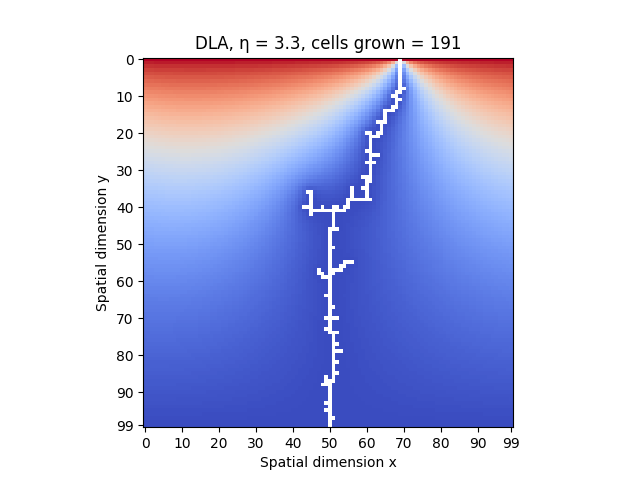 DLA, η = 3.3, cells grown = 191
0
10
20
30
40
50
60
70
80
90
99
Spatial dimension y
0 10 20 30 40 50 60 70 80 90 99
Spatial dimension x